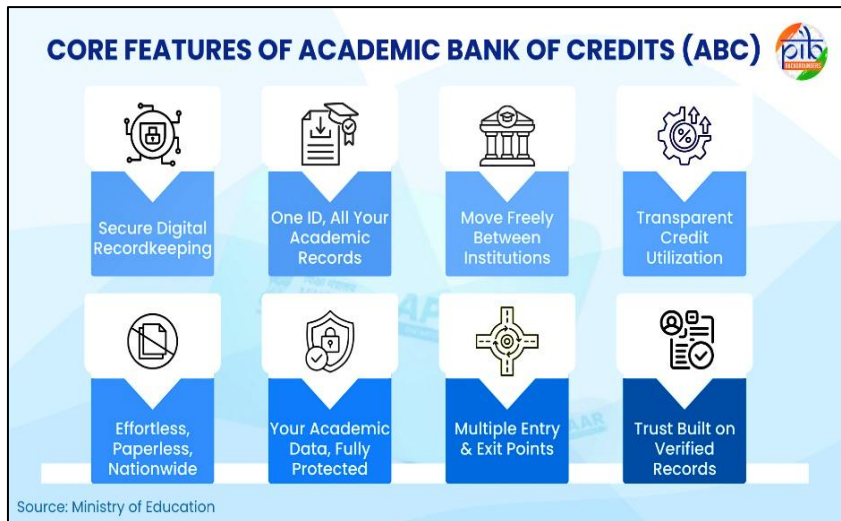 CORE FEATURES OF ACADEMIC BANK OF CREDITS (ABC)
pib
BACKGROUNDERS
Secure Digital
Recordkeeping
One ID, All Your
Academic
Records
Move Freely
Between
Institutions
Transparent
Credit
Utilization
Effortless,
Paperless,
Nationwide
Your Academic
Data, Fully
Protected
Multiple Entry
& Exit Points
Trust Built on
Verified
Records
Source: Ministry of Education